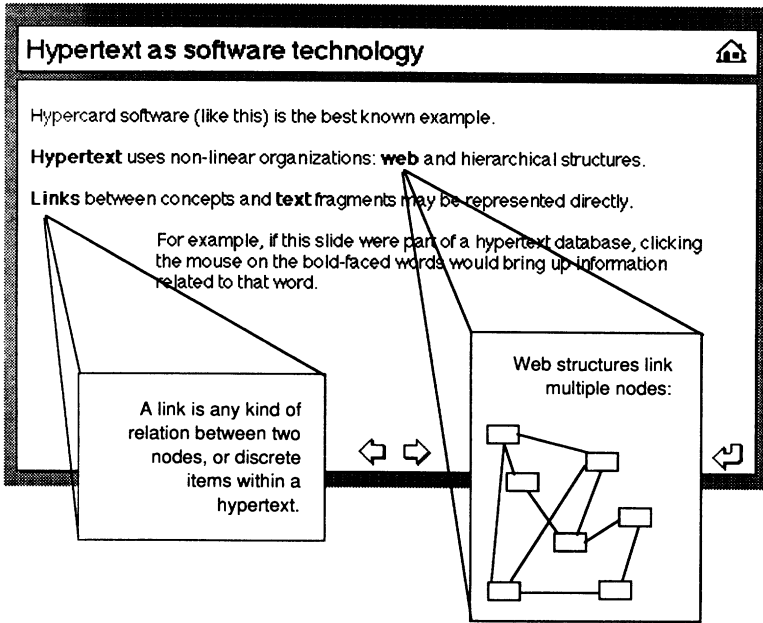 Hypertext as software technology
Hypercard software (like this) is the best known example.
Hypertext uses non-linear organizations: web and hierarchical structures.
Links between concepts and text fragments may be represented directly.
For example, if this slide were part of a hypertext database, clicking
the mouse on the bold-faced words would bring up information
related to that word.
A link is any kind of
relation between two
nodes, or discrete
items within a
hypertext.
Web structures link
multiple nodes: